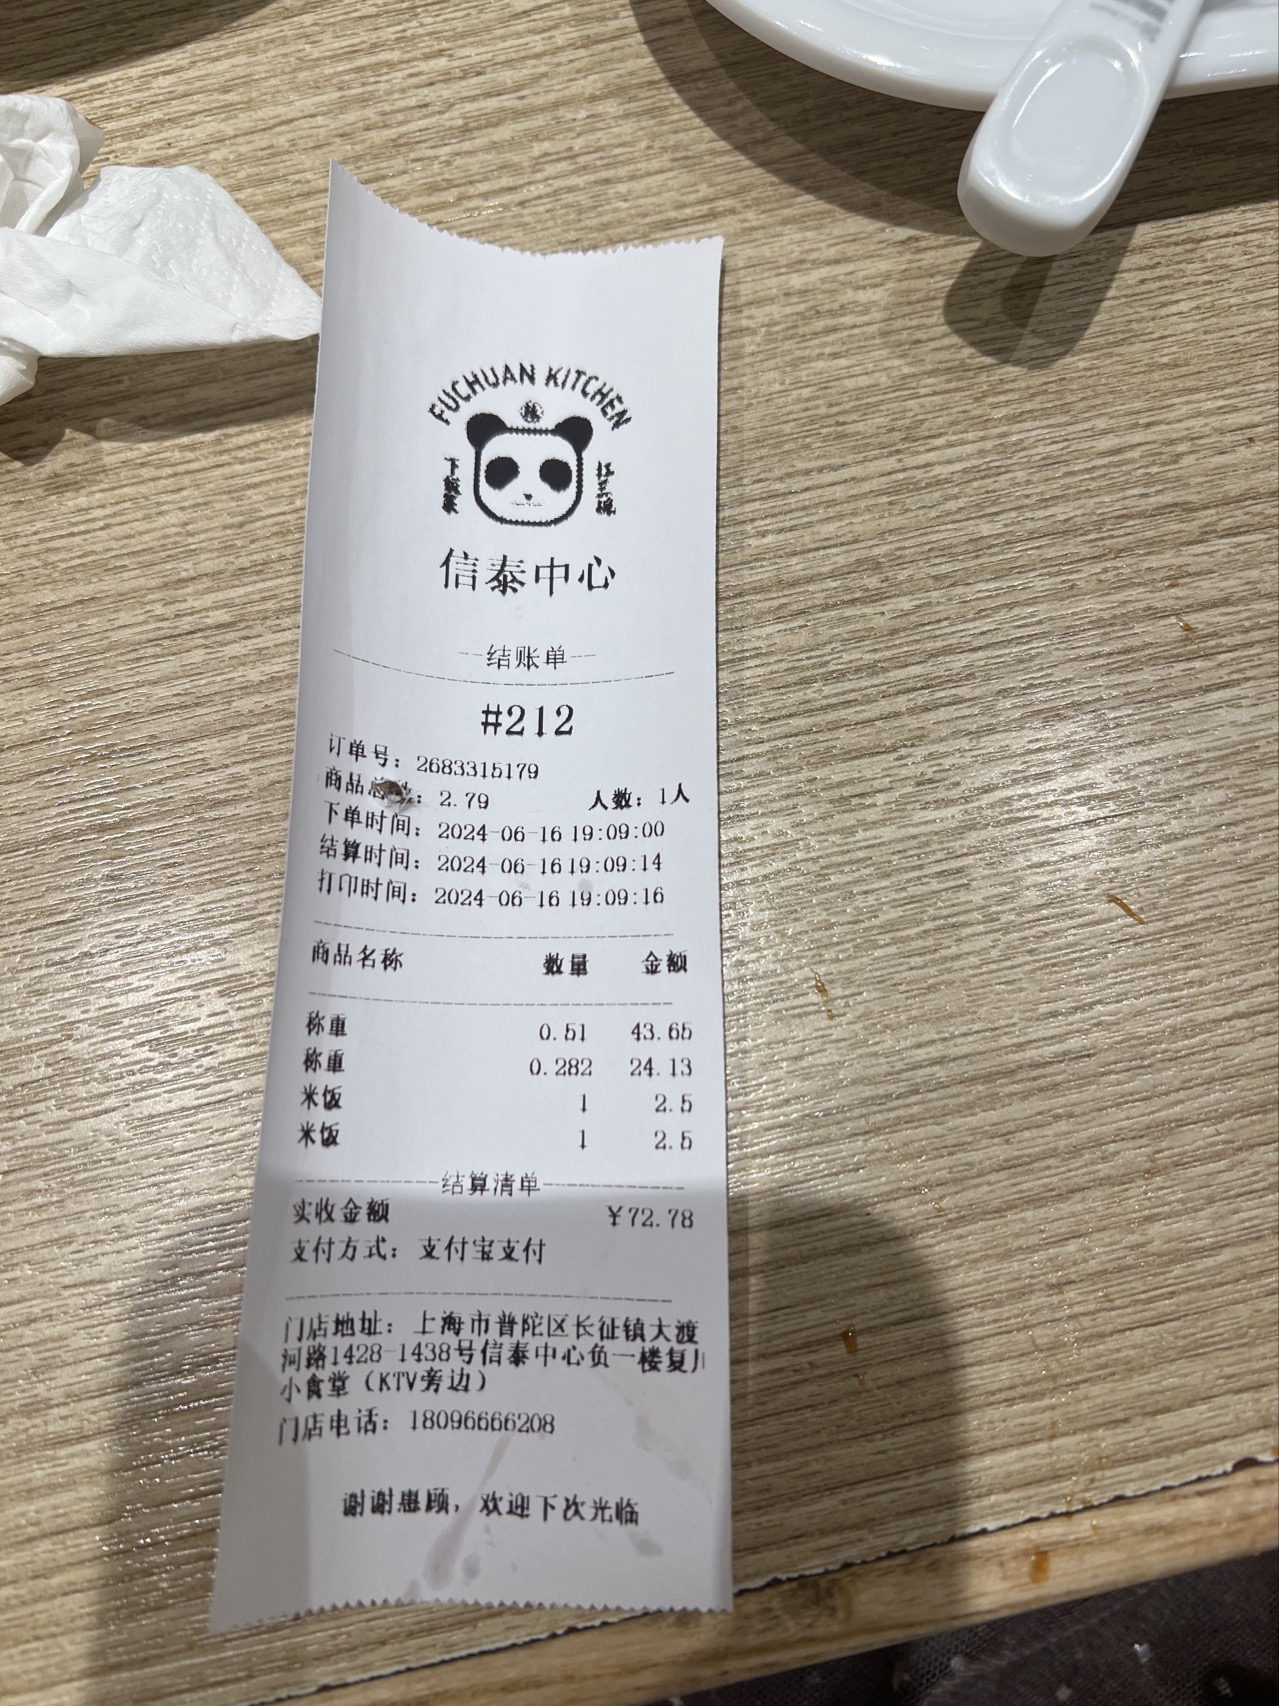 FUCHUAN KITCHEN
下饭菜
江
信泰中心
结账单
#212
订单号：2683315179
商品总 ：2.79 人数：1人
下单时间：2024-06-16 19:09:00
结算时间：2024-06-16 19:09:14
打印时间：2024-06-16 19:09:16
商品名称 数量 金额
称重 0.51 43.65
称重 0.282 24.13
米饭 1 2.5
米饭 1 2.5
结算清单
实收金额 ¥72.78
支付方式：支付宝支付
门店地址：上海市普陀区长征镇大渡
河路1428-1438号信泰中心负一楼复川
小食堂（KTV旁边）
门店电话：18096666208
谢谢惠顾，欢迎下次光临